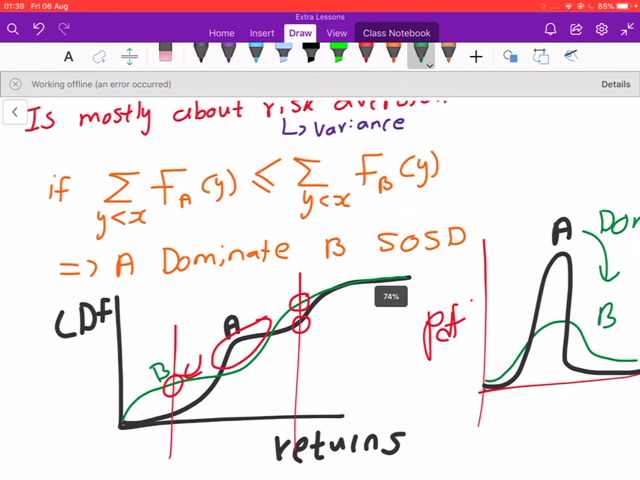 01:39 Fri 06 Aug
Extra Lessons
85%
Home Insert Draw View Class Notebook
A
Working offline (an error occurred)
Details
Is mostly about risk
↳ variance
if ∑ y<x F_A (y) ≤ ∑ y<x F_B (y)
=> A Dominate B SOSD
A
Dom
CDf
A
74%
B
B
pdf
returns